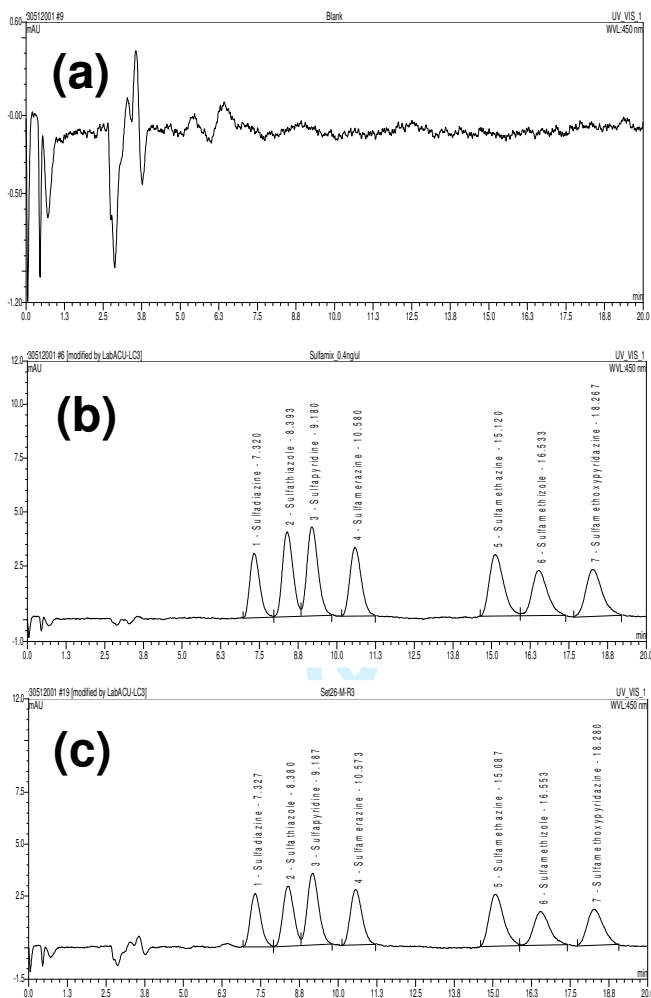 30512001 #9 Blank UV_VIS_1
mAU WVL:450 nm
(a)
0.60
-0.00
-0.50
-1.20
min
0.0 1.3 2.5 3.8 5.0 6.3 7.5 8.8 10.0 11.3 12.5 13.8 15.0 16.3 17.5 18.8 20.0
30512001 #6 [modified by LabACU-LC3] Sulfamix_0.4ng/ul UV_VIS_1
mAU WVL:450 nm
(b)
12.0
10.0
7.5
5.0
2.5
-1.0
1 - Sulfadiazine - 7.320
2 - Sulfathiazole - 8.393
3 - Sulfapyridine - 9.180
4 - Sulfamerazine - 10.580
5 - Sulfamethazine - 15.120
6 - Sulfamethizole - 16.533
7 - Sulfamethoxypyridazine - 18.267
min
0.0 1.3 2.5 3.8 5.0 6.3 7.5 8.8 10.0 11.3 12.5 13.8 15.0 16.3 17.5 18.8 20.0
30512001 #19 [modified by LabACU-LC3] Set26-M-R3 UV_VIS_1
mAU WVL:450 nm
(c)
12.0
7.5
5.0
2.5
-1.5
1 - Sulfadiazine - 7.327
2 - Sulfathiazole - 8.380
3 - Sulfapyridine - 9.187
4 - Sulfamerazine - 10.573
5 - Sulfamethazine - 15.087
6 - Sulfamethizole - 16.553
7 - Sulfamethoxypyridazine - 18.280
min
0.0 1.3 2.5 3.8 5.0 6.3 7.5 8.8 10.0 11.3 12.5 13.8 15.0 16.3 17.5 18.8 20.0